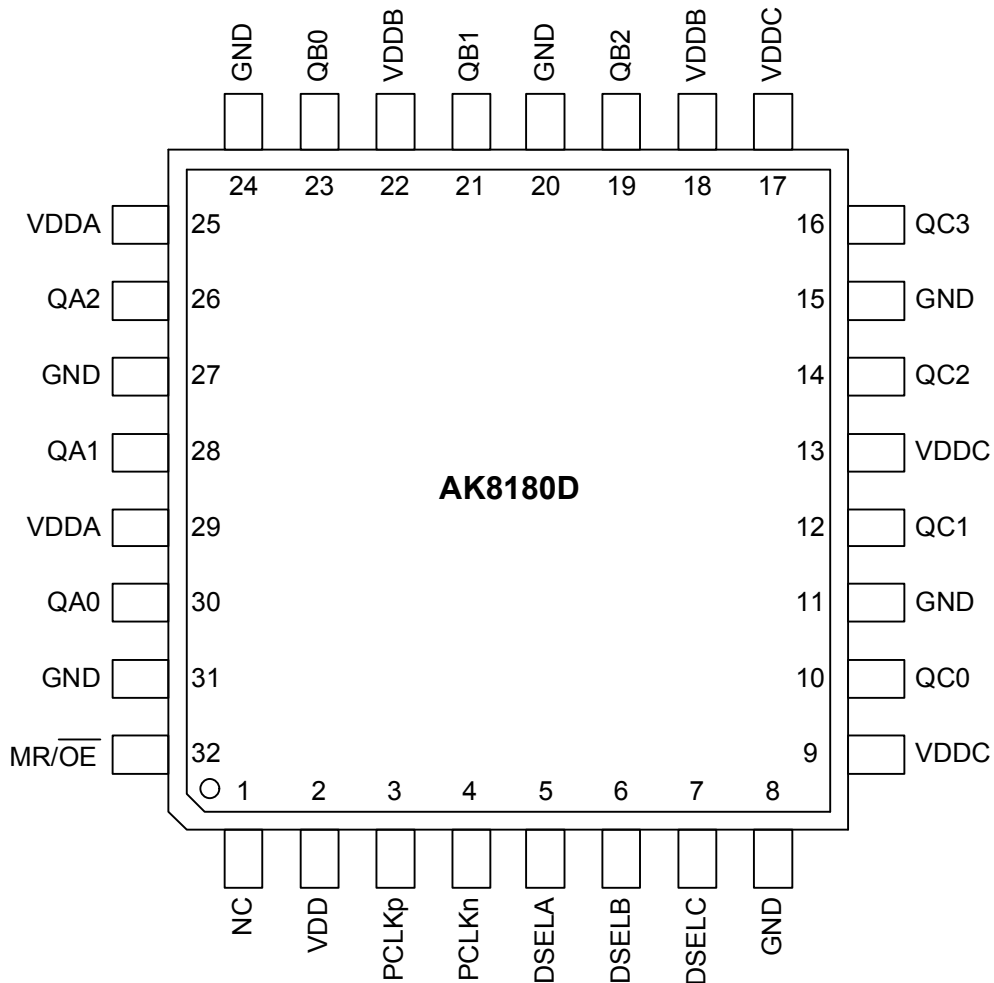 GND QB0 VDDB QB1 GND QB2 VDDB VDDC
24 23 22 21 20 19 18 17
VDDA 25 16 QC3
QA2 26 15 GND
GND 27 14 QC2
QA1 28 13 VDDC
AK8180D
VDDA 29 12 QC1
QA0 30 11 GND
GND 31 10 QC0
MR/O̅E̅ 32 9 VDDC
1 2 3 4 5 6 7 8
NC VDD PCLKp PCLKn DSELA DSELB DSELC GND